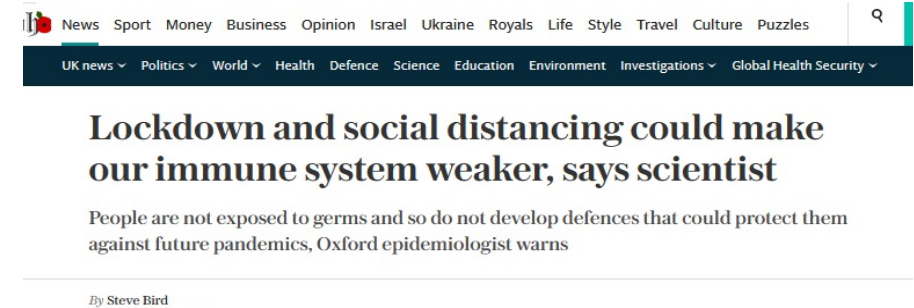 News Sport Money Business Opinion Israel Ukraine Royals Life Style Travel Culture Puzzles
UK news Politics World Health Defence Science Education Environment Investigations Global Health Security
Lockdown and social distancing could make
our immune system weaker, says scientist
People are not exposed to germs and so do not develop defences that could protect them
against future pandemics, Oxford epidemiologist warns
By Steve Bird